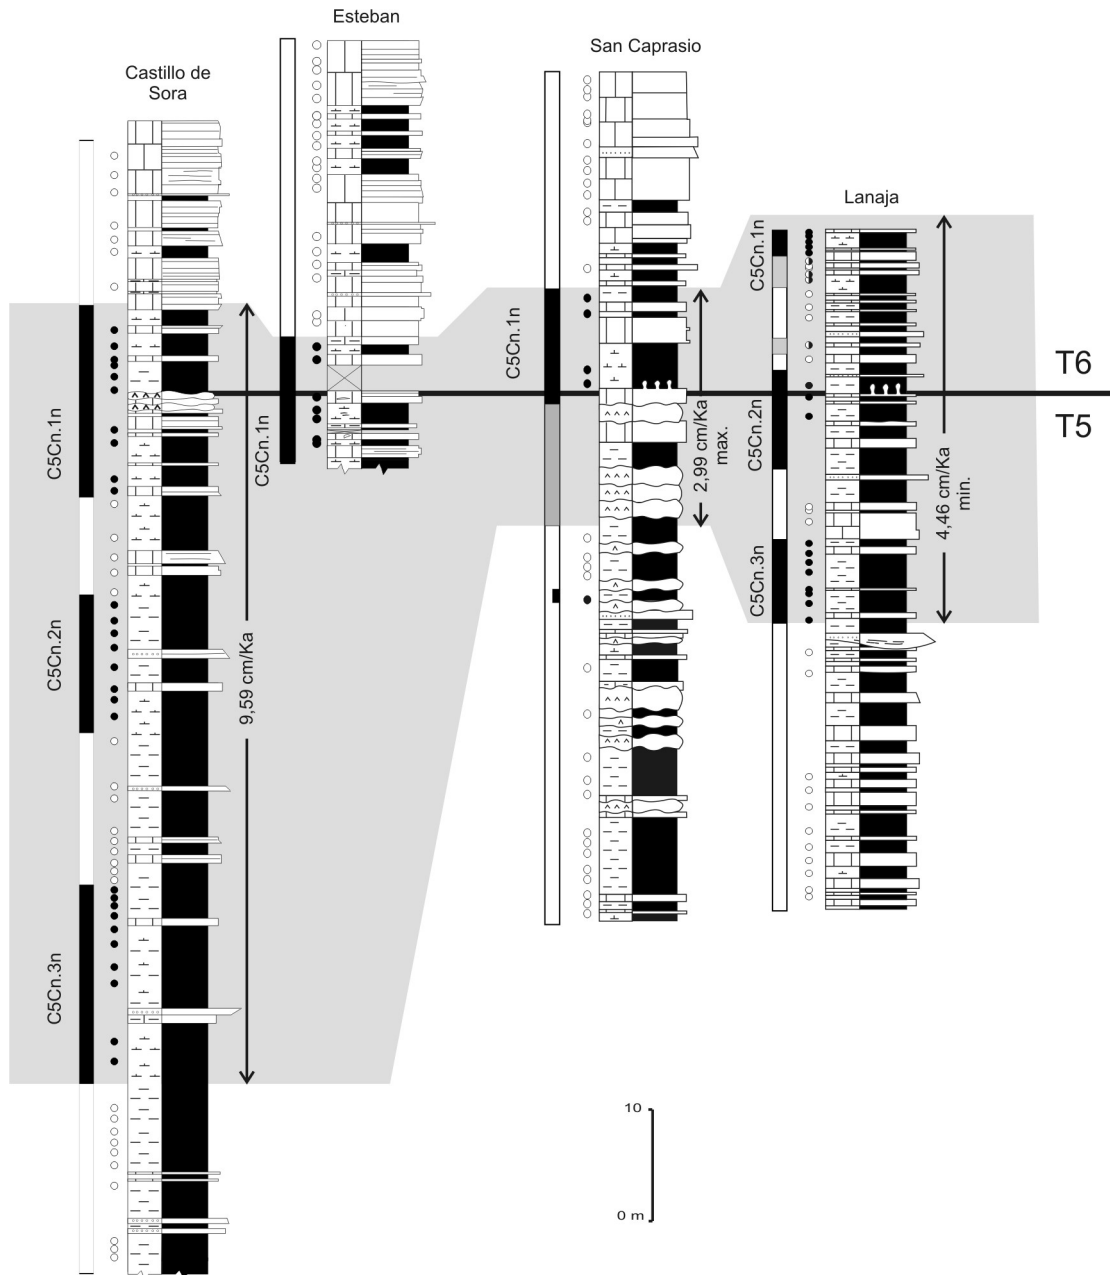 Esteban
San Caprasio
Castillo de
Sora
Lanaja
C5Cn.1n
C5Cn.2n
C5Cn.3n
9,59 cm/Ka
C5Cn.1n
C5Cn.1n
2,99 cm/Ka
max.
C5Cn.1n
C5Cn.2n
C5Cn.3n
4,46 cm/Ka
min.
T6
T5
10
0 m